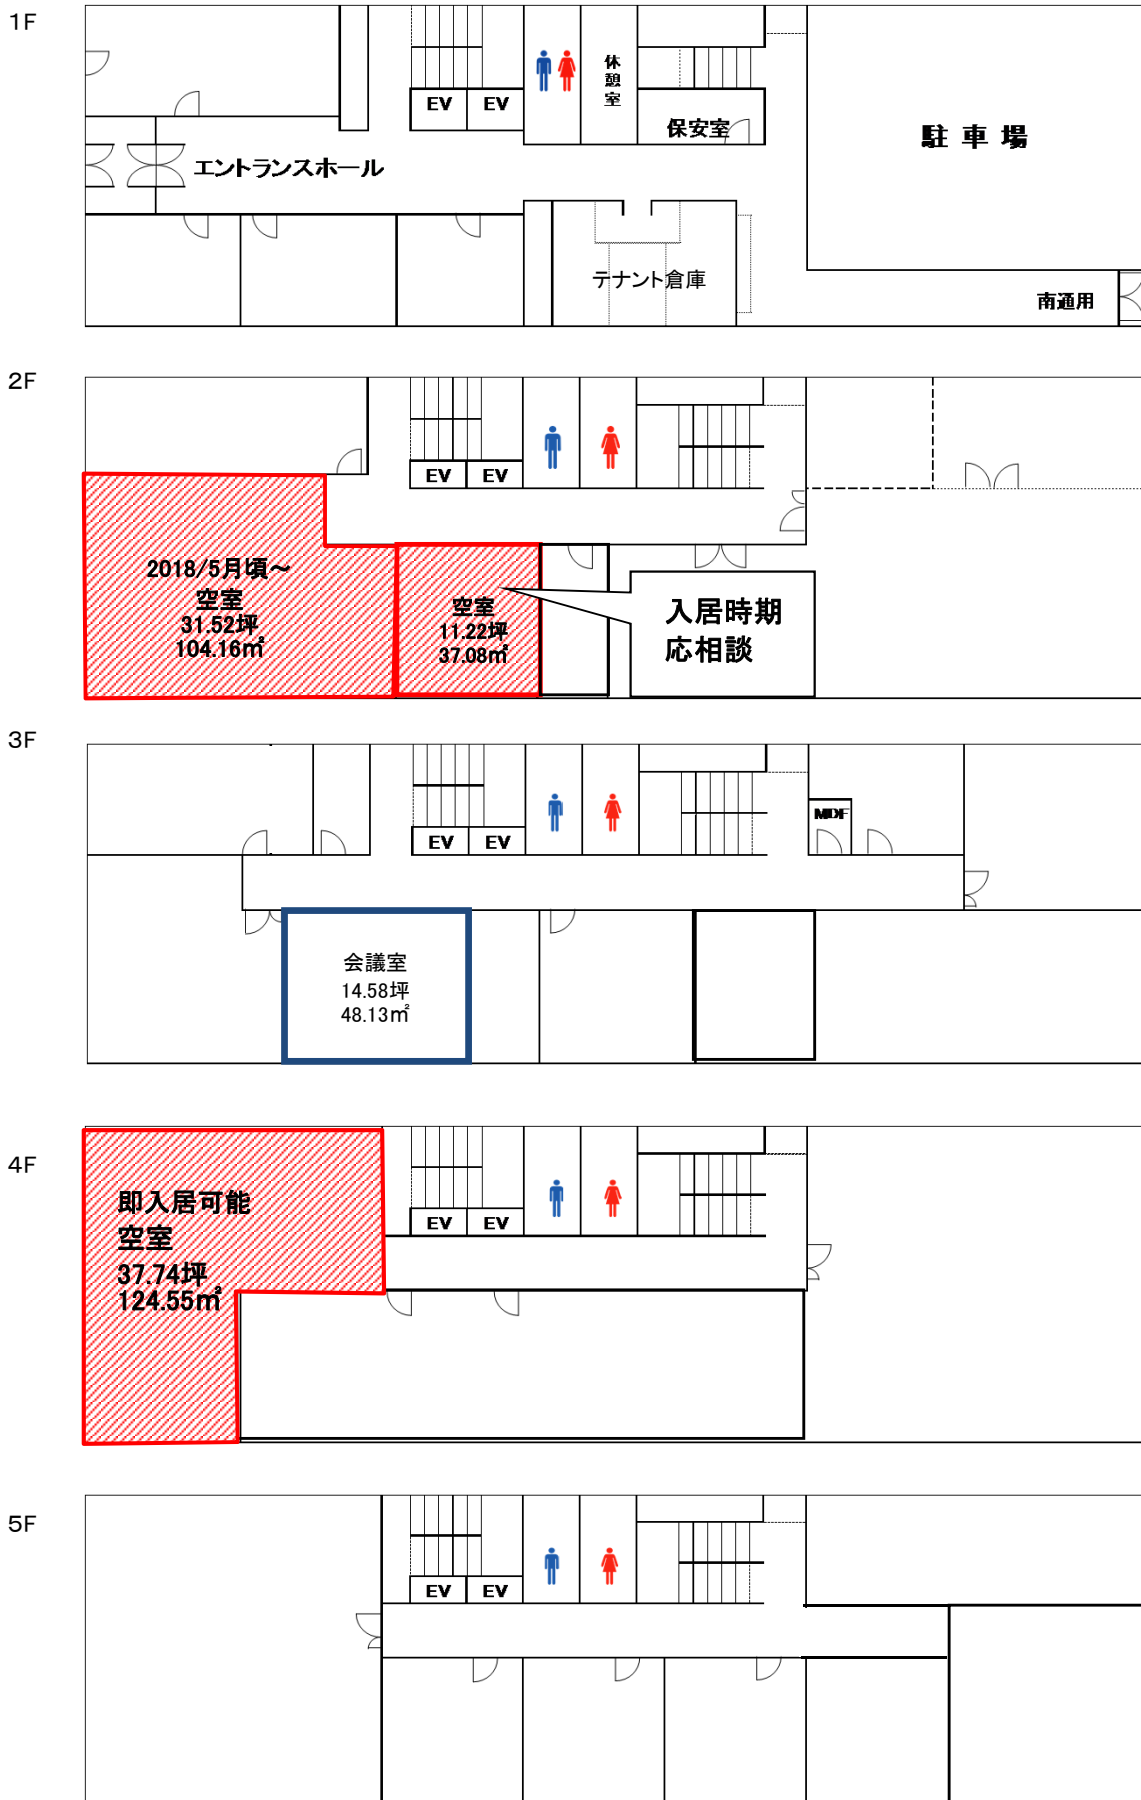 1F
休憩室
EV EV
保安室
駐車場
エントランスホール
テナント倉庫
南通用
2F
EV EV
2018/5月頃～
空室
31.52坪
104.16㎡
空室
11.22坪
37.08㎡
入居時期
応相談
3F
MDF
EV EV
会議室
14.58坪
48.13㎡
4F
即入居可能
空室
37.74坪
124.55㎡
EV EV
5F
EV EV